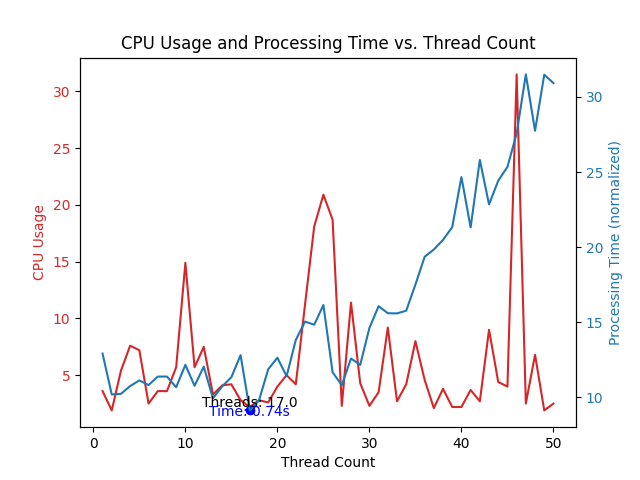 CPU Usage and Processing Time vs. Thread Count
CPU Usage
30
25
20
15
10
5
Processing Time (normalized)
30
25
20
15
10
Threads: 17.0
Time: 0.74s
0
10
20
30
40
50
Thread Count